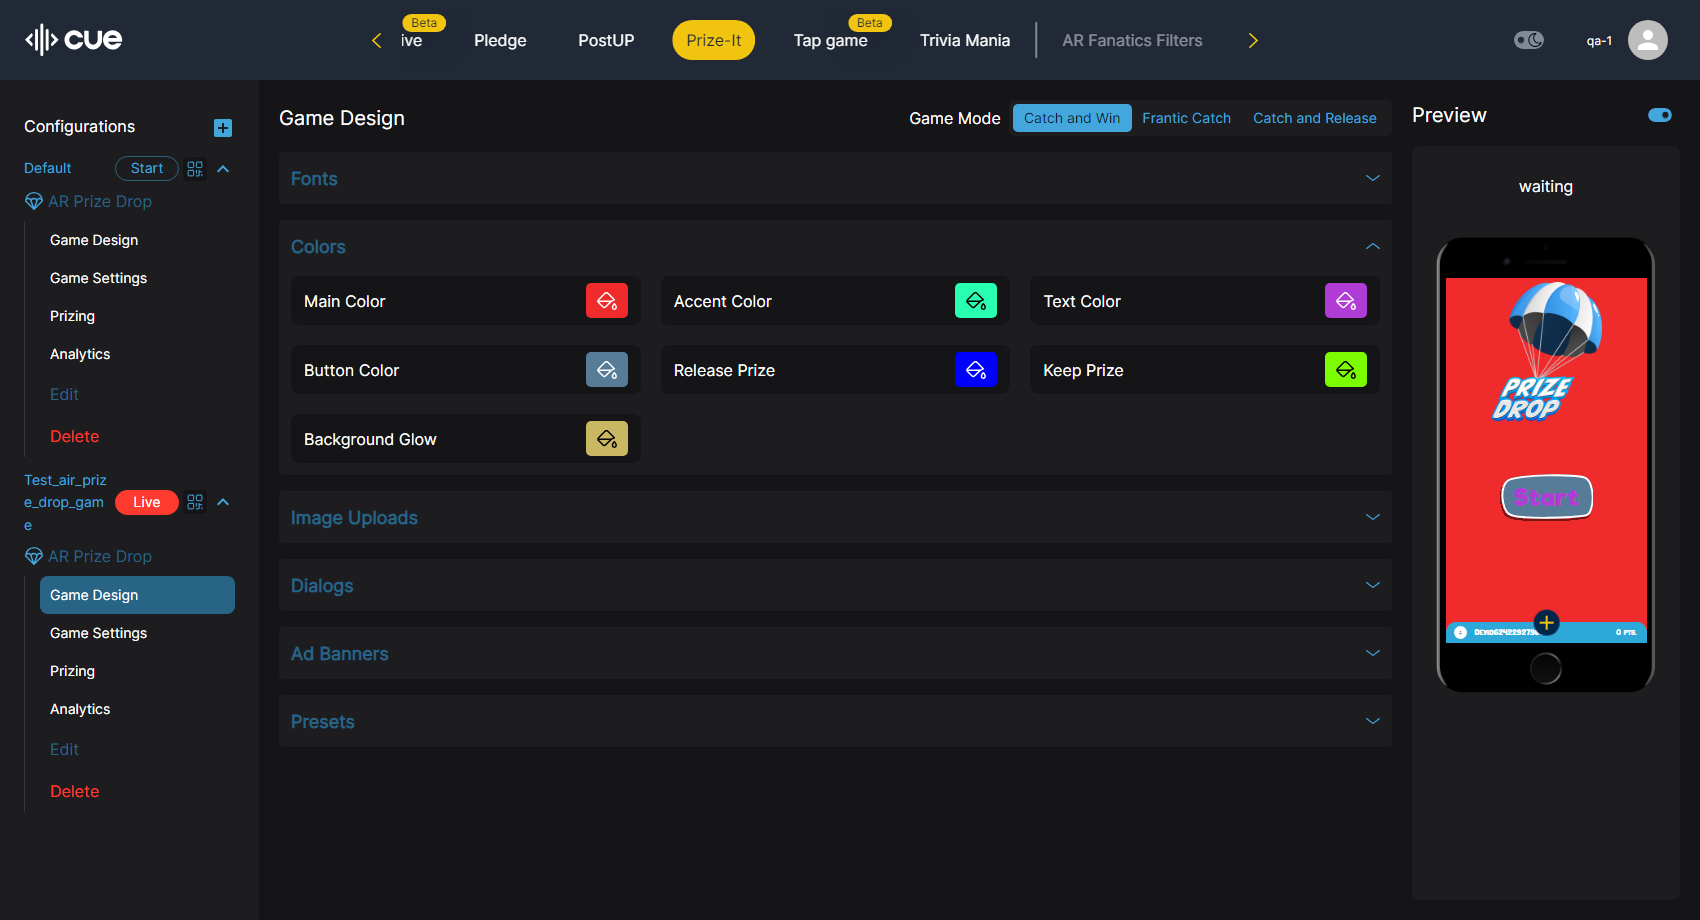 cue
Beta
ive
Pledge
PostUP
Prize-It
Beta
Tap game
Trivia Mania
AR Fanatics Filters
qa-1
Configurations
Default
Start
AR Prize Drop
Game Design
Game Settings
Prizing
Analytics
Edit
Delete
Test_air_priz
e_drop_gam
e
Live
AR Prize Drop
Game Design
Game Settings
Prizing
Analytics
Edit
Delete
Game Design
Game Mode
Catch and Win
Frantic Catch
Catch and Release
Fonts
Colors
Main Color
Accent Color
Text Color
Button Color
Release Prize
Keep Prize
Background Glow
Image Uploads
Dialogs
Ad Banners
Presets
Preview
waiting
PRIZE
DROP
Start
0 PTS.